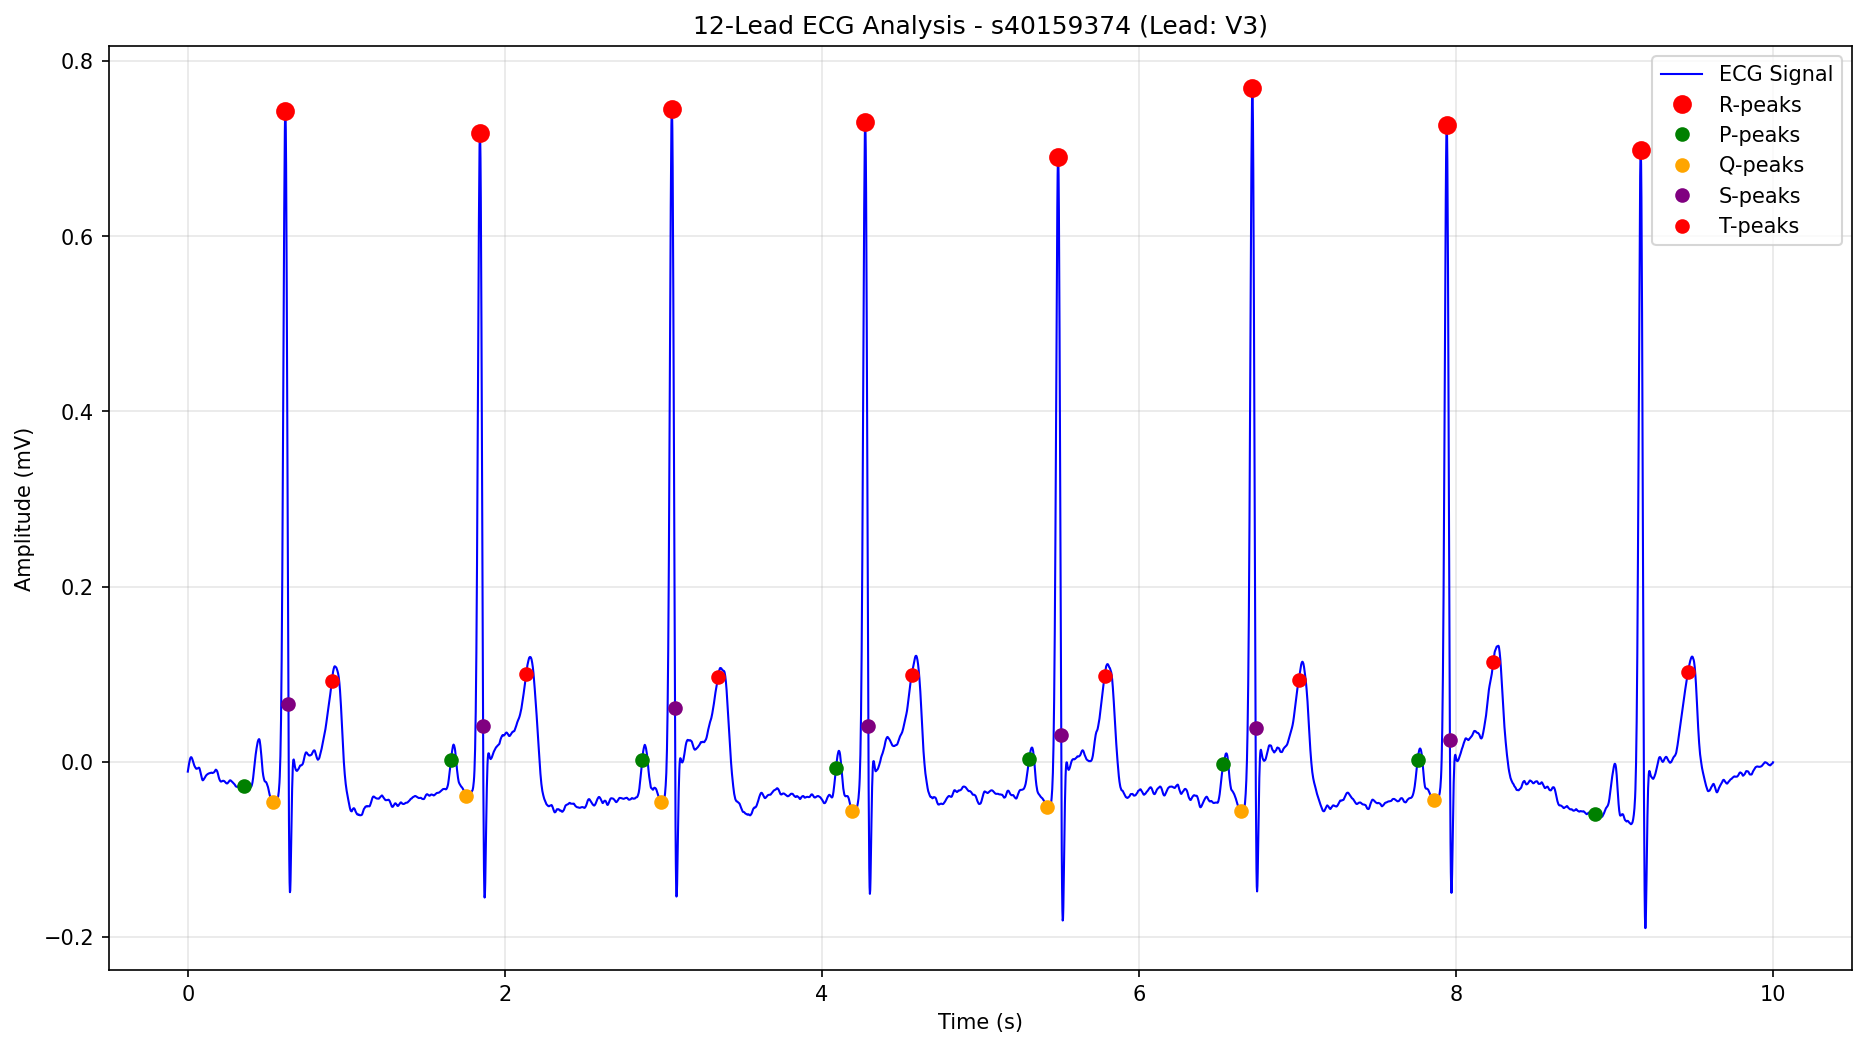 12-Lead ECG Analysis - s40159374 (Lead: V3)
ECG Signal
R-peaks
P-peaks
Q-peaks
S-peaks
T-peaks
Amplitude (mV)
0.8
0.6
0.4
0.2
0.0
−0.2
0 2 4 6 8 10
Time (s)